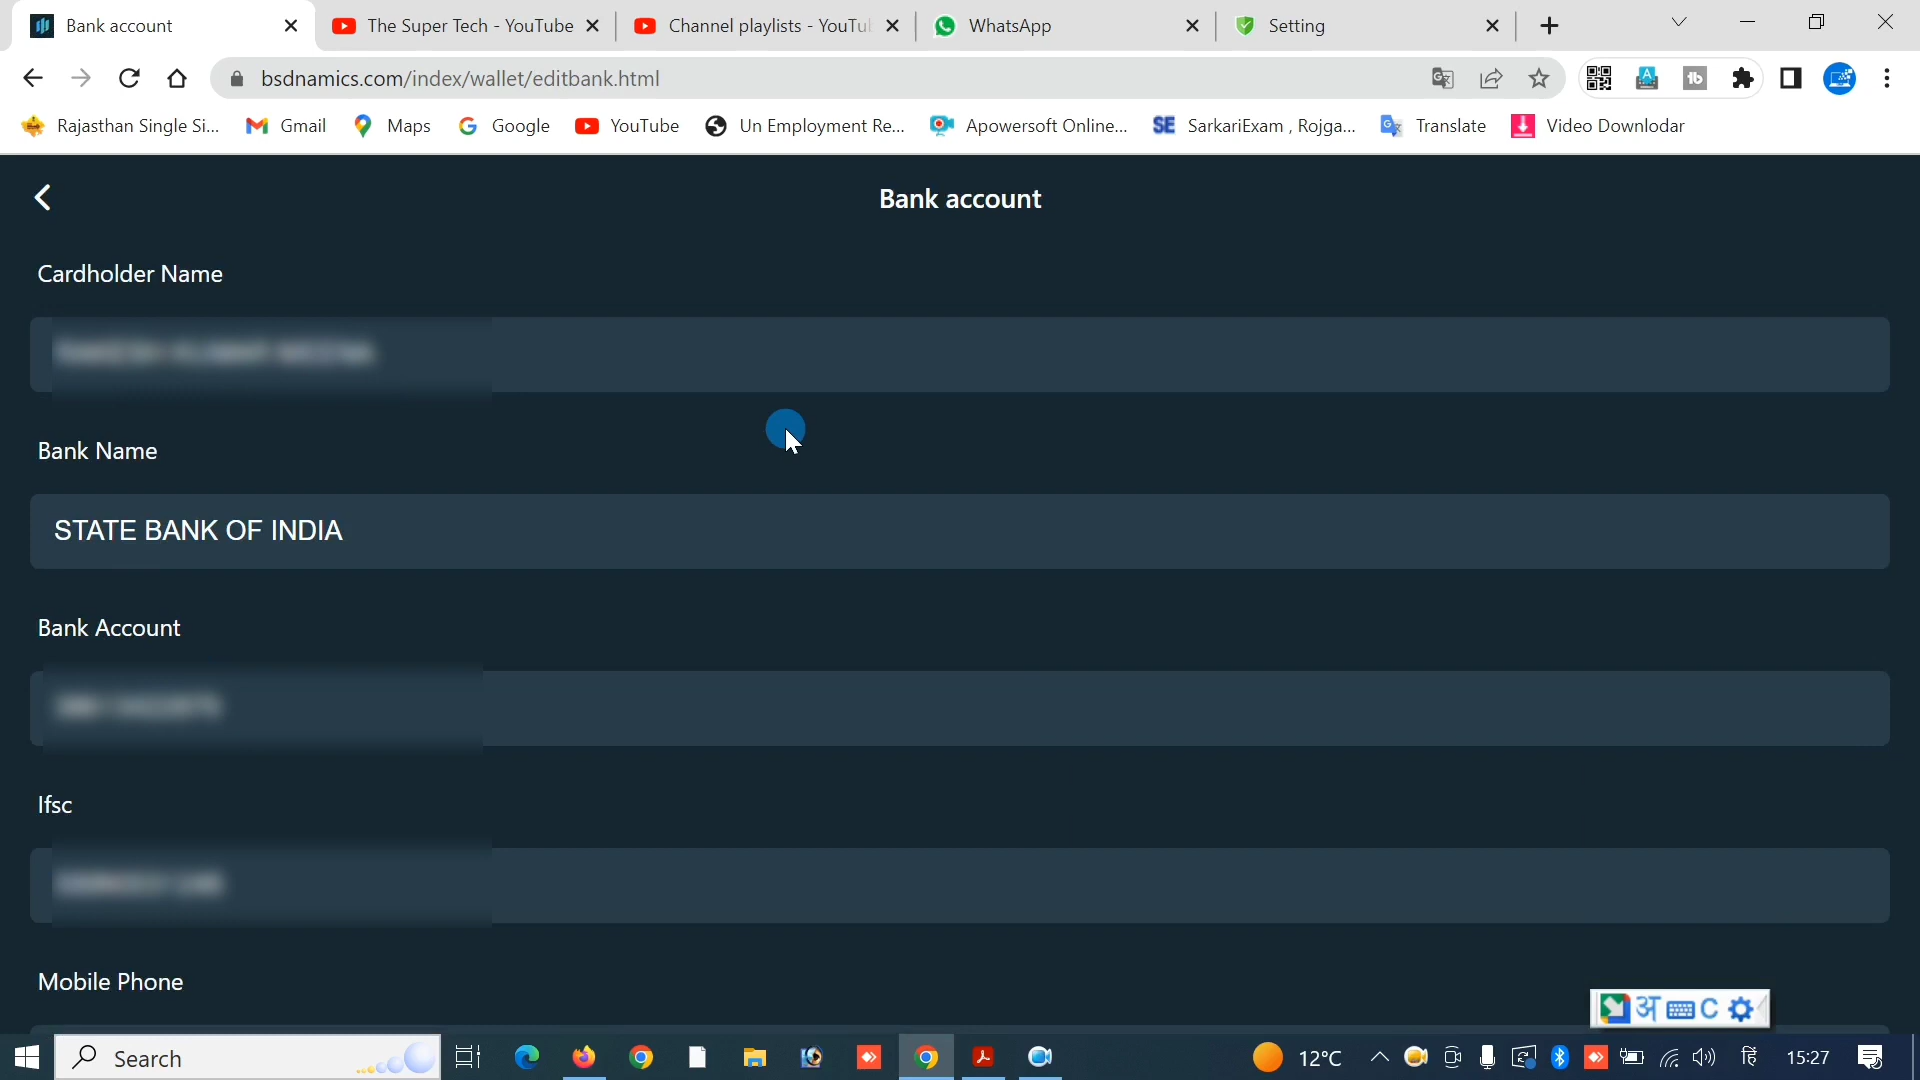 Bank account
The Super Tech - YouTube
Channel playlists - YouTu
WhatsApp
Setting
bsdnamics.com/index/wallet/editbank.html
Rajasthan Single Si...
Gmail
Maps
Google
YouTube
Un Employment Re...
Apowersoft Online...
SE
SarkariExam , Rojga...
Translate
Video Downlodar
Bank account
Cardholder Name
Bank Name
STATE BANK OF INDIA
Bank Account
Ifsc
Mobile Phone
अ
C
Search
12°C
हि
15:27